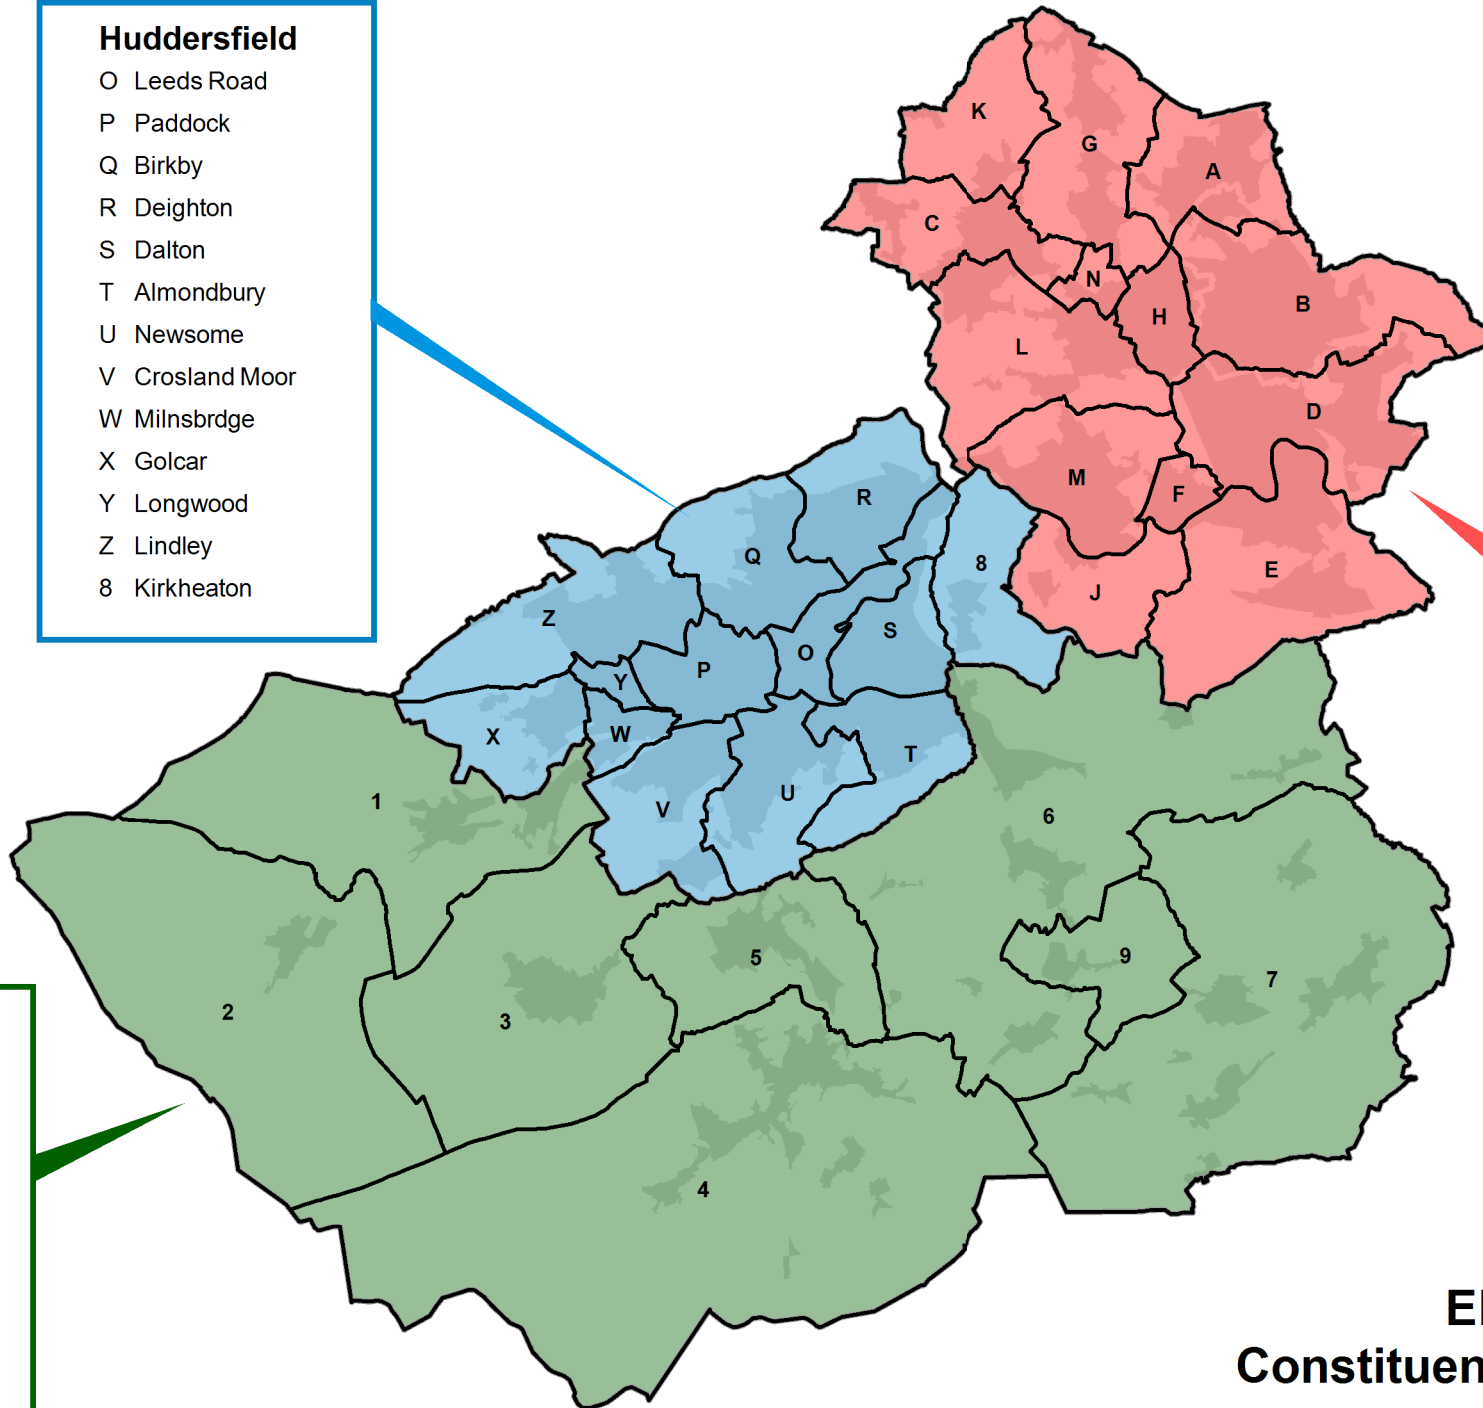 Huddersfield
O Leeds Road
P Paddock
Q Birkby
R Deighton
S Dalton
T Almondbury
U Newsome
V Crosland Moor
W Milnsbrdge
X Golcar
Y Longwood
Z Lindley
8 Kirkheaton
K
G
A
C
N
B
H
L
D
M
F
E
J
R
Q
8
Z
S
O
P
Y
W
X
T
U
V
1
6
5
9
7
2
3
4